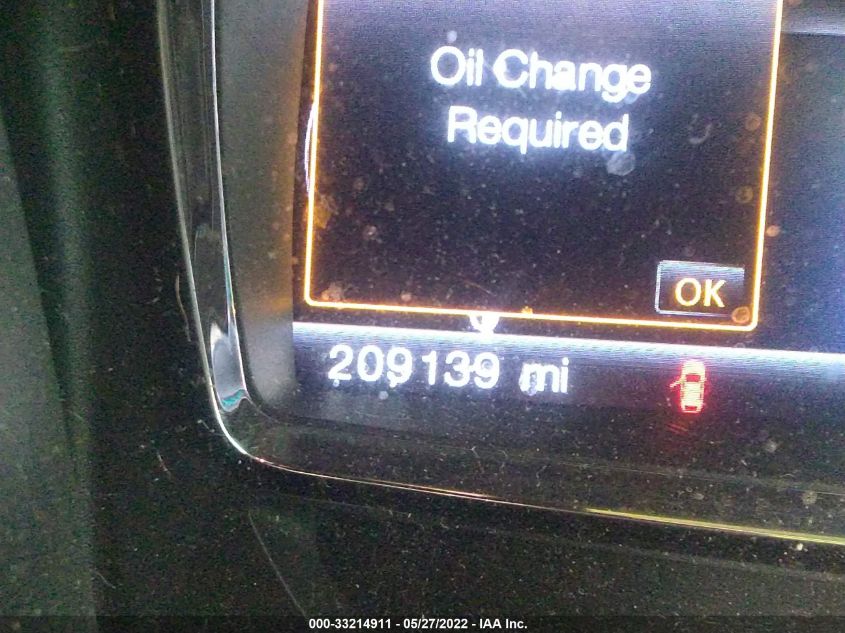 Oil Change
Required
OK
209139 mi
000-33214911 - 05/27/2022 - IAA Inc.